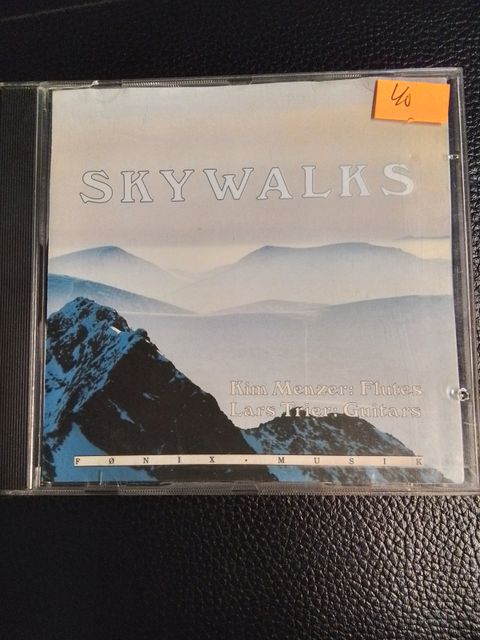 40
SKYWALKS
Kim Menzer: Flutes
Lars Trier: Guitars
FØNIX · MUSIK